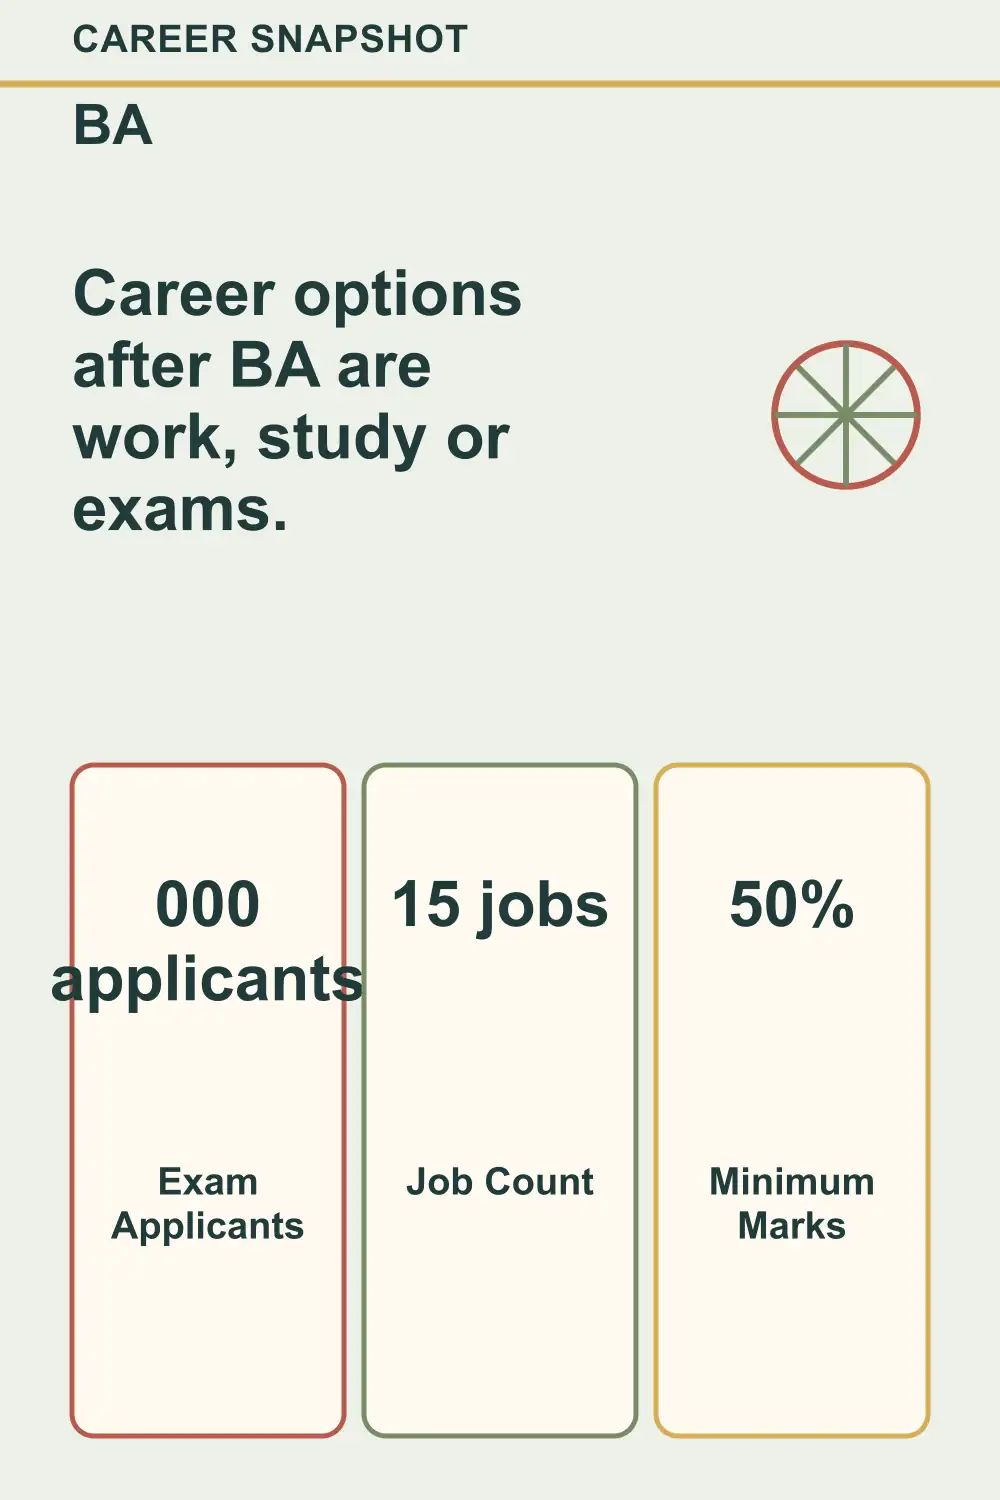 CAREER SNAPSHOT
BA
Career options
after BA are
work, study or
exams.
000
applicants
Exam
Applicants
15 jobs
Job Count
50%
Minimum
Marks